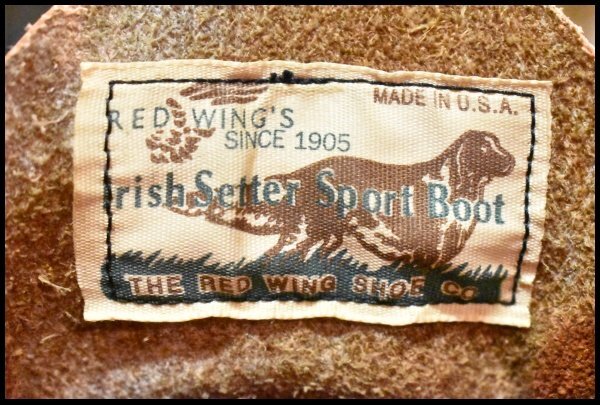 MADE IN U.S.A.
RED WING'S
SINCE 1905
Irish Setter Sport Boot
THE RED WING SHOE CO.